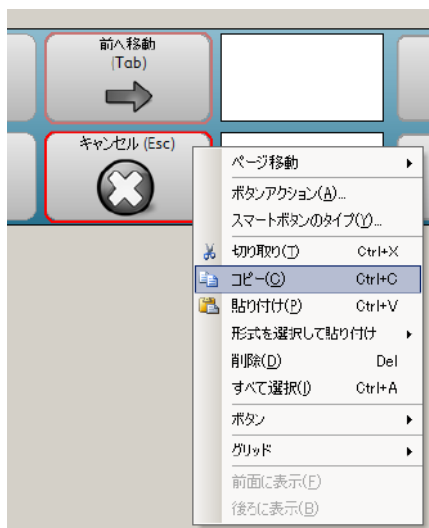 前へ移動
(Tab)
キャンセル (Esc)
ページ移動
ボタンアクション(A)...
スマートボタンのタイプ(Y)...
切り取り(T) Ctrl+X
コピー(C) Ctrl+C
貼り付け(P) Ctrl+V
形式を選択して貼り付け
削除(D) Del
すべて選択(I) Ctrl+A
ボタン
グリッド
前面に表示(F)
後ろに表示(B)